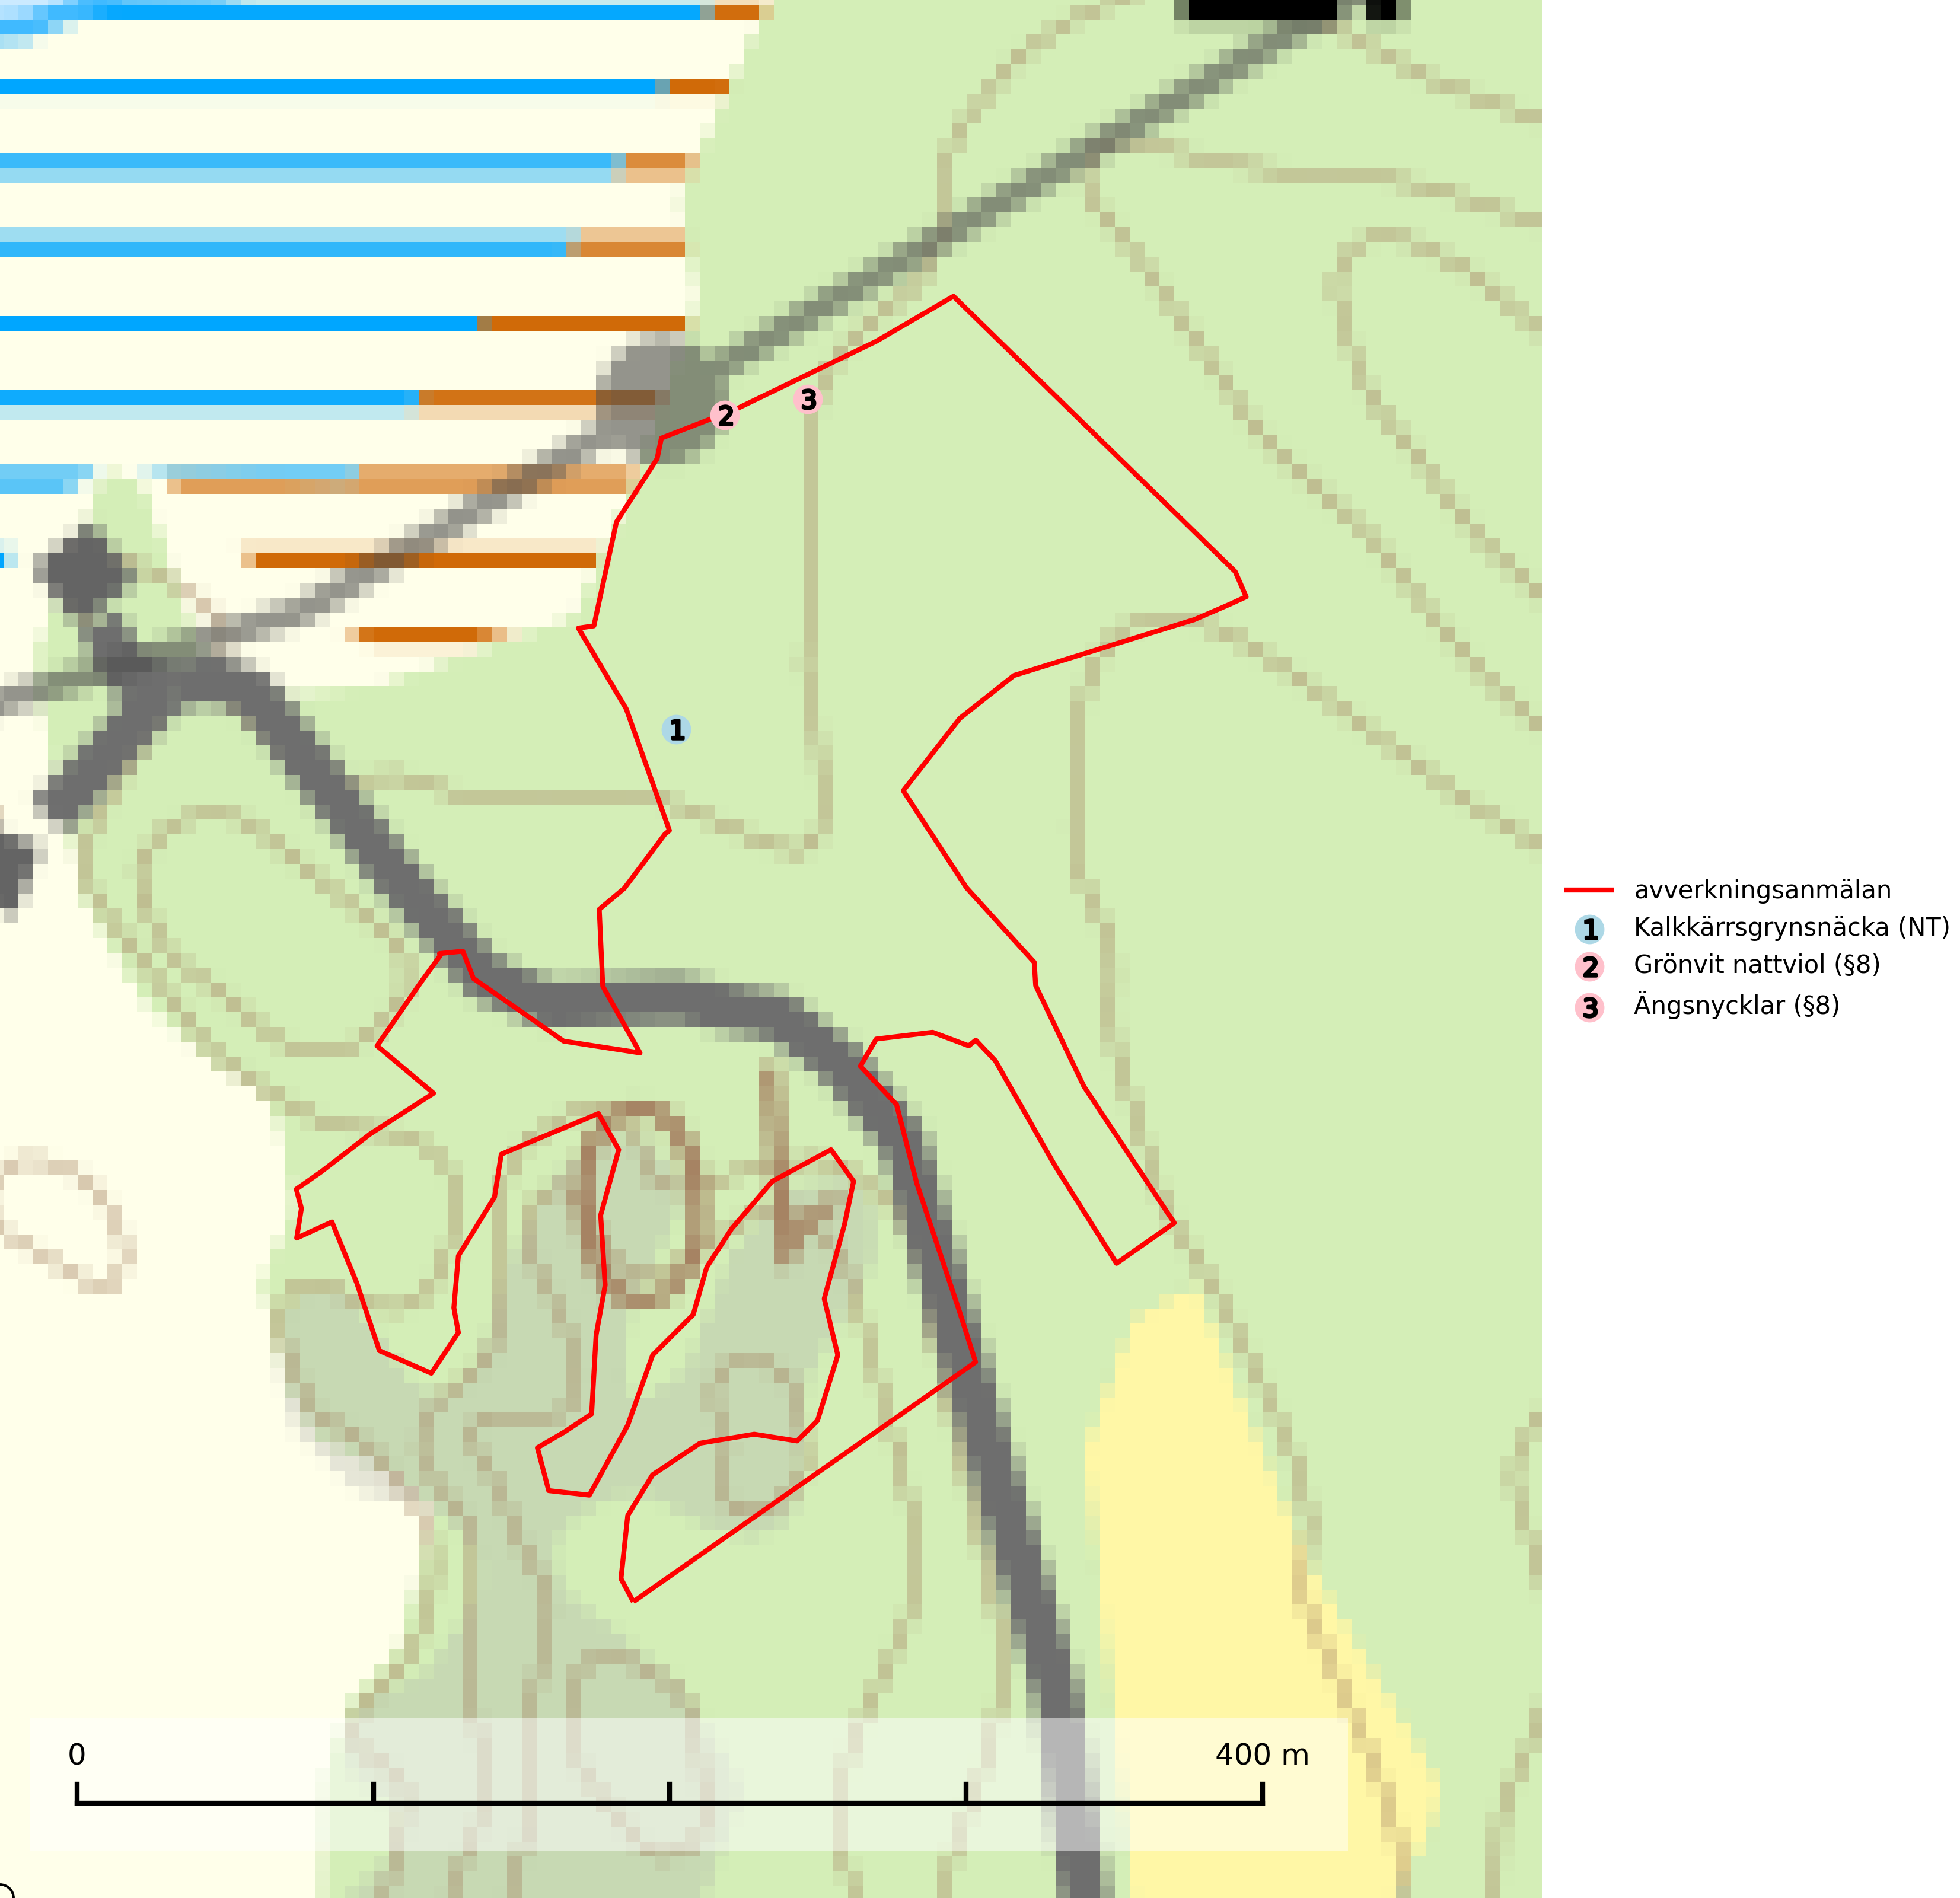 2
3
1
avverkningsanmälan
1 Kalkkärrsgrynsnäcka (NT)
2 Grönvit nattviol (§8)
3 Ängsnycklar (§8)
0 400 m